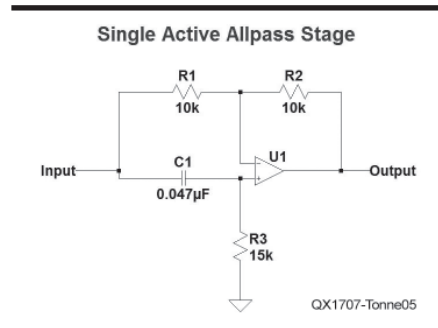 Single Active Allpass Stage
R1
10k
R2
10k
U1
Input
C1
0.047µF
Output
R3
15k
QX1707-Tonne05